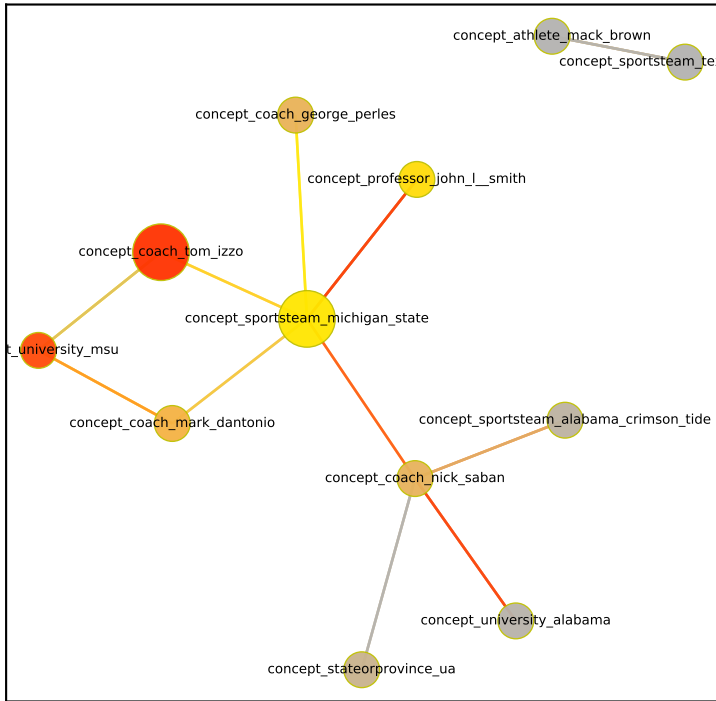 concept_athlete_mack_brown
concept_sportsteam_te
concept_coach_george_perles
concept_professor_john_l__smith
concept_coach_tom_izzo
concept_sportsteam_michigan_state
t_university_msu
concept_coach_mark_dantonio
concept_sportsteam_alabama_crimson_tide
concept_coach_nick_saban
concept_university_alabama
concept_stateorprovince_ua